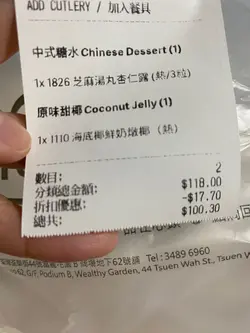 ADD CUTLERY / 加入餐具
中式糖水 Chinese Dessert (1)
1x 1826 芝麻湯丸杏仁露 (熱/3粒)
原味甜椰 Coconut Jelly (1)
1x 1110 海底椰鮮奶燉椰 (熱)
數目: 2
分類總金額: $118.00
折扣優惠: -$17.70
總共: $100.30
Tel: 3489 6960
G/F, Podium B, Wealthy Garden, 44 Tsuen Wah St., Tsuen W